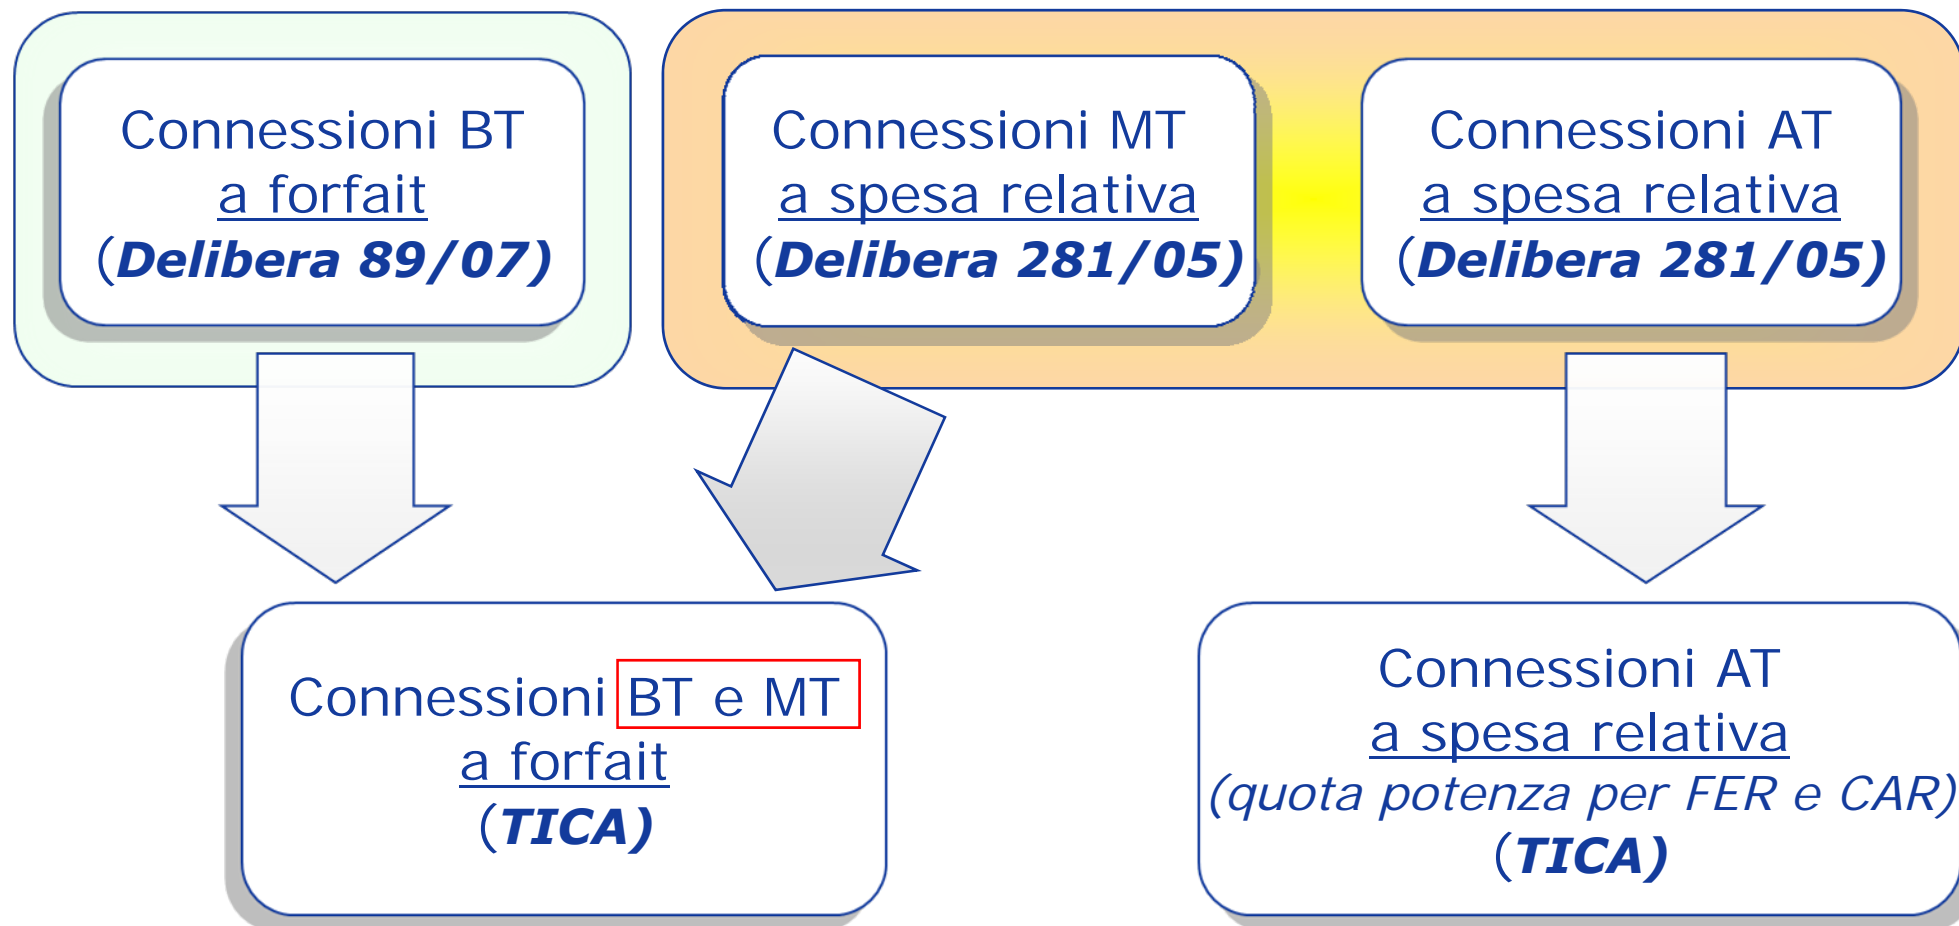 Connessioni BT
a forfait
(Delibera 89/07)
Connessioni MT
a spesa relativa
(Delibera 281/05)
Connessioni AT
a spesa relativa
(Delibera 281/05)
Connessioni BT e MT
a forfait
(TICA)
Connessioni AT
a spesa relativa
(quota potenza per FER e CAR)
(TICA)